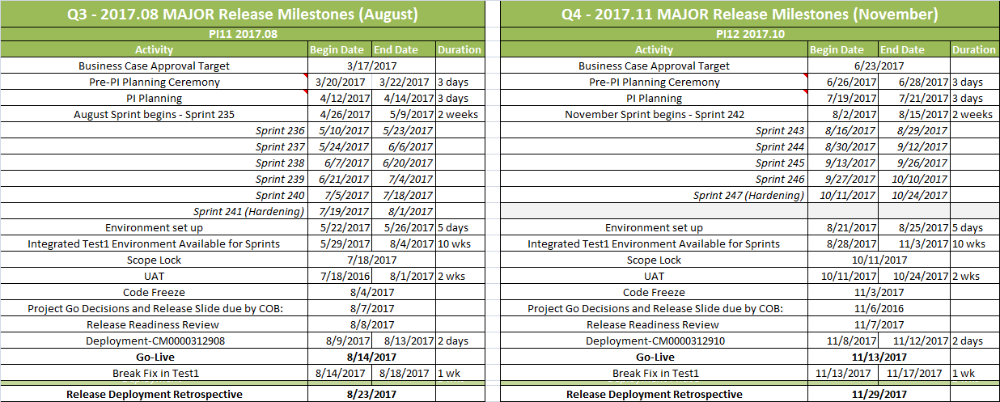 Q3 - 2017.08 MAJOR Release Milestones (August)
PI11 2017.08
Activity Begin Date End Date Duration
Business Case Approval Target 3/17/2017
Pre-PI Planning Ceremony 3/20/2017 3/22/2017 3 days
PI Planning 4/12/2017 4/14/2017 3 days
August Sprint begins - Sprint 235 4/26/2017 5/9/2017 2 weeks
Sprint 236 5/10/2017 5/23/2017
Sprint 237 5/24/2017 6/6/2017
Sprint 238 6/7/2017 6/20/2017
Sprint 239 6/21/2017 7/4/2017
Sprint 240 7/5/2017 7/18/2017
Sprint 241 (Hardening) 7/19/2017 8/1/2017
Environment set up 5/22/2017 5/26/2017 5 days
Integrated Test1 Environment Available for Sprints 5/29/2017 8/4/2017 10 wks
Scope Lock 7/18/2017
UAT 7/18/2016 8/1/2017 2 wks
Code Freeze 8/4/2017
Project Go Decisions and Release Slide due by COB: 8/7/2017
Release Readiness Review 8/8/2017
Deployment-CM0000312908 8/9/2017 8/13/2017 2 days
Go-Live 8/14/2017
Break Fix in Test1 8/14/2017 8/18/2017 1 wk
Release Deployment Retrospective 8/23/2017
Q4 - 2017.11 MAJOR Release Milestones (November)
PI12 2017.10
Activity Begin Date End Date Duration
Business Case Approval Target 6/23/2017
Pre-PI Planning Ceremony 6/26/2017 6/28/2017 3 days
PI Planning 7/19/2017 7/21/2017 3 days
November Sprint begins - Sprint 242 8/2/2017 8/15/2017 2 weeks
Sprint 243 8/16/2017 8/29/2017
Sprint 244 8/30/2017 9/12/2017
Sprint 245 9/13/2017 9/26/2017
Sprint 246 9/27/2017 10/10/2017
Sprint 247 (Hardening) 10/11/2017 10/24/2017
Environment set up 8/21/2017 8/25/2017 5 days
Integrated Test1 Environment Available for Sprints 8/28/2017 11/3/2017 10 wks
Scope Lock 10/11/2017
UAT 10/11/2017 10/24/2017 2 wks
Code Freeze 11/3/2017
Project Go Decisions and Release Slide due by COB: 11/6/2016
Release Readiness Review 11/7/2017
Deployment-CM0000312910 11/8/2017 11/12/2017 2 days
Go-Live 11/13/2017
Break Fix in Test1 11/13/2017 11/17/2017 1 wk
Release Deployment Retrospective 11/29/2017